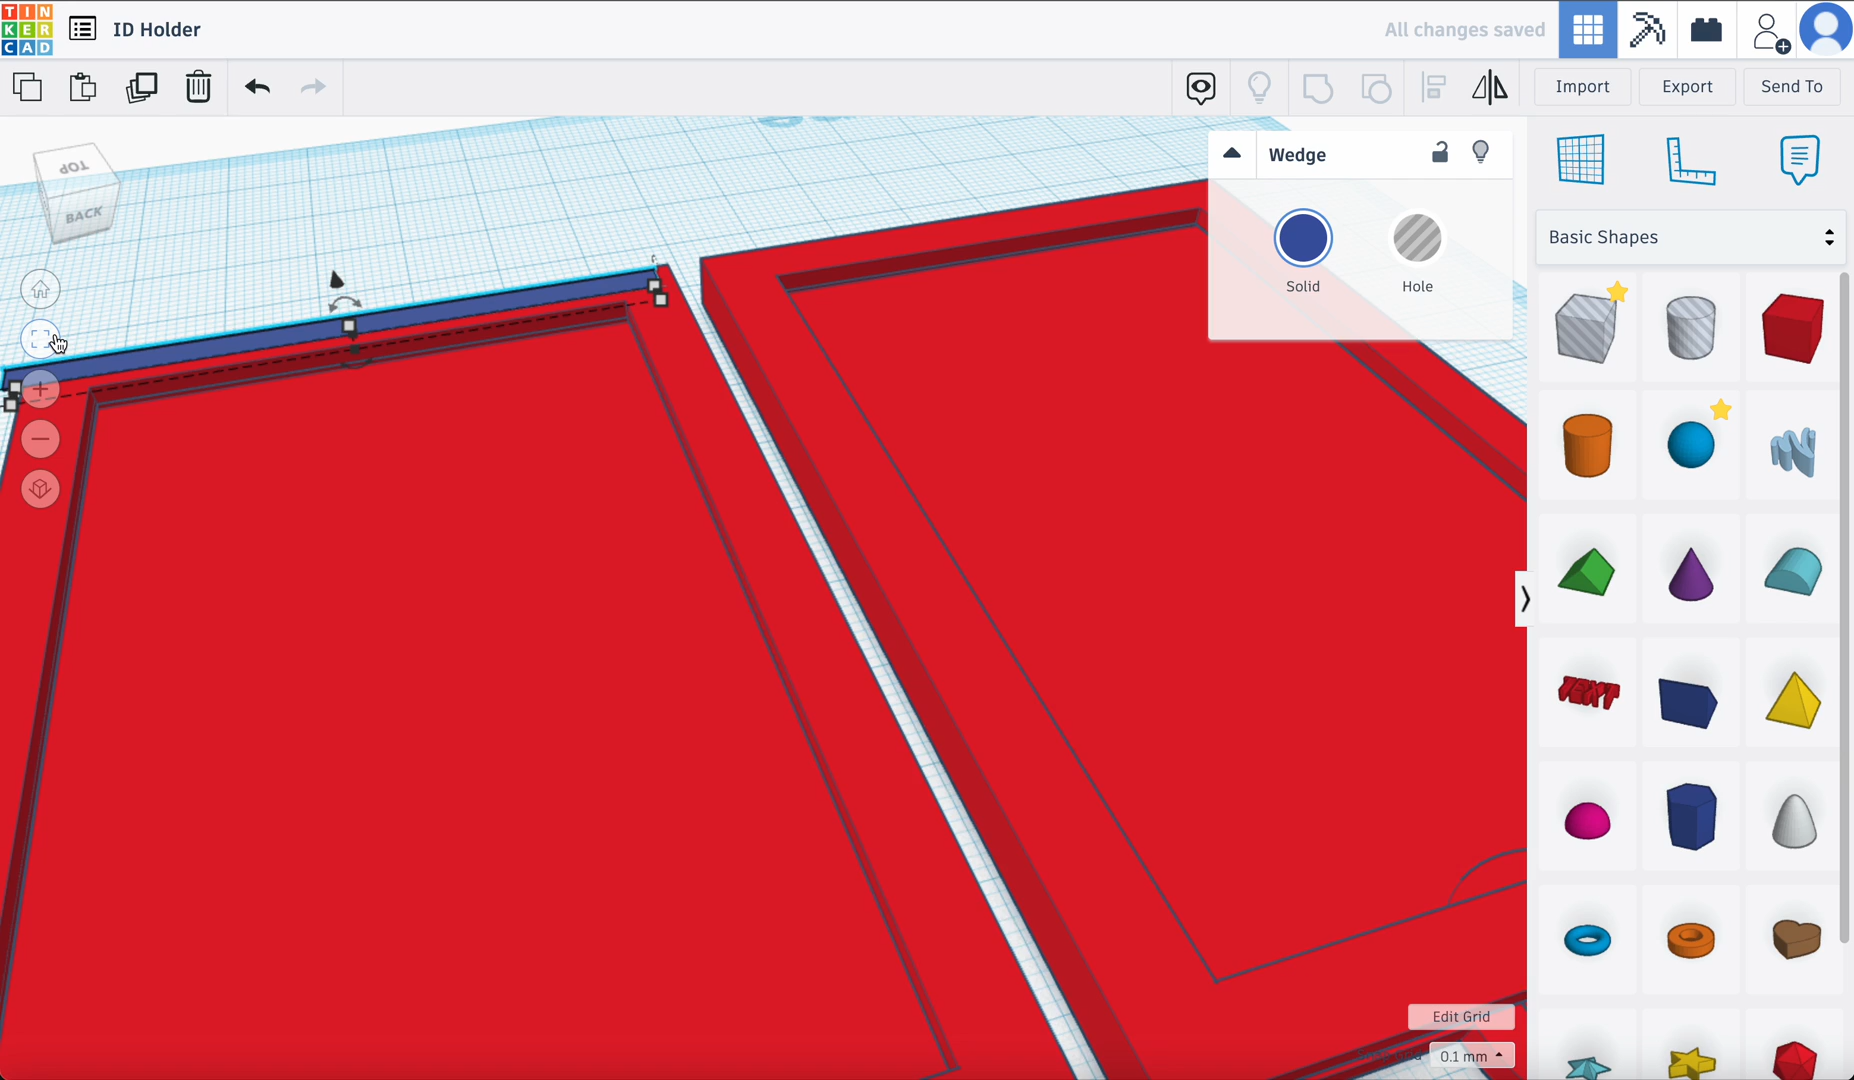 TIN
KER
CAD
ID Holder
All changes saved
Import
Export
Send To
TOP
BACK
Wedge
Solid
Hole
Basic Shapes
TEXT
Edit Grid
0.1 mm